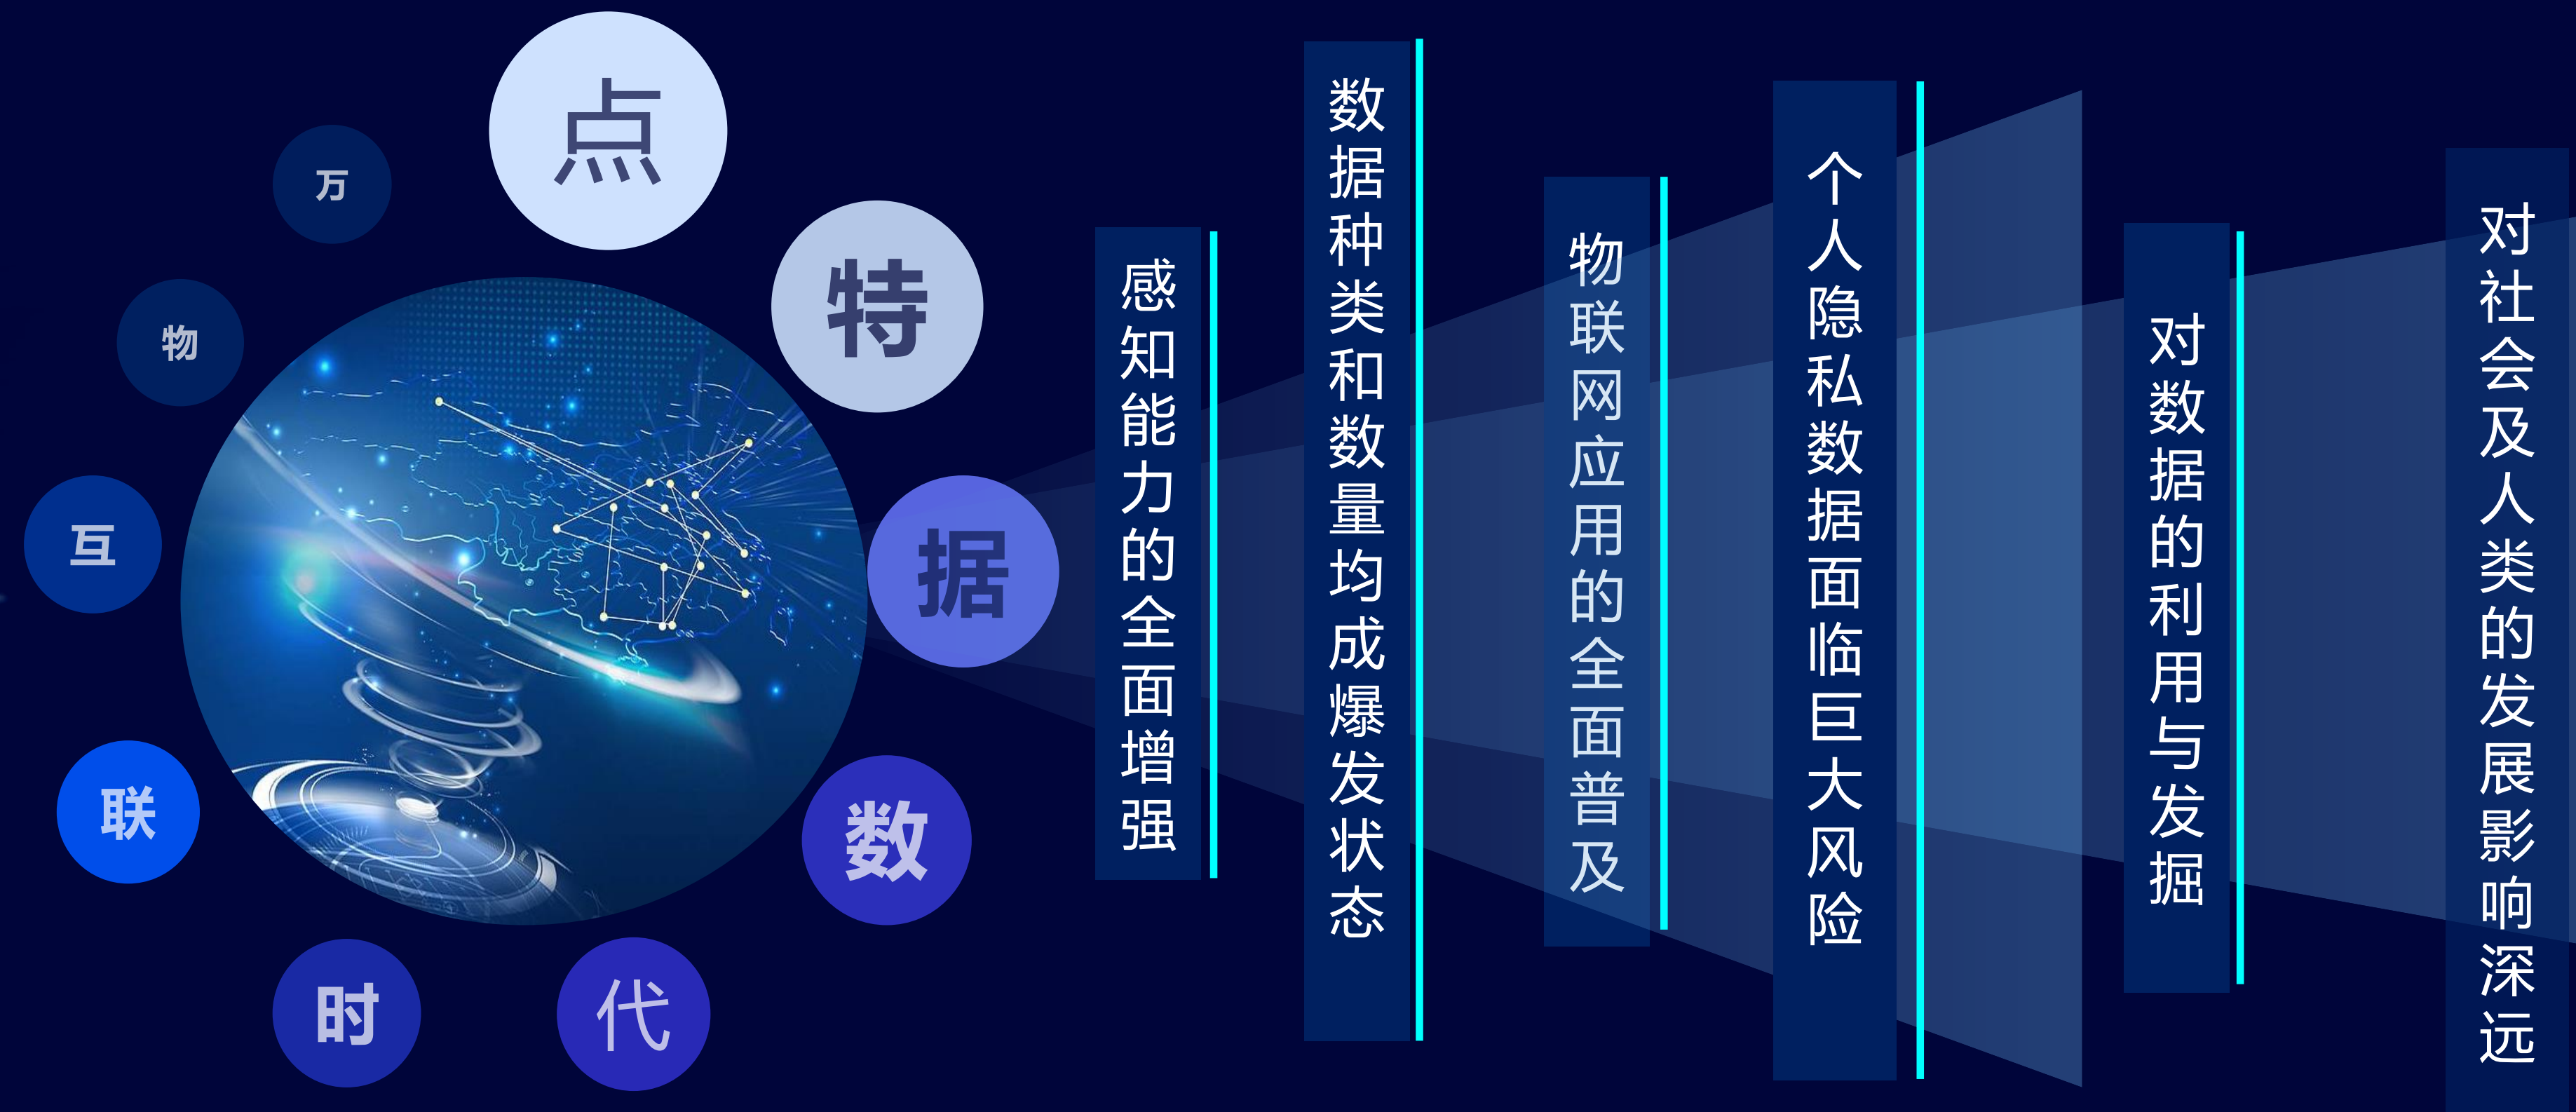 万
物
互
联
时
代
数
据
特
点
感知能力的全面增强
数据种类和数量均成爆发状态
物联网应用的全面普及
个人隐私数据面临巨大风险
对数据的利用与发掘
对社会及人类的发展影响深远